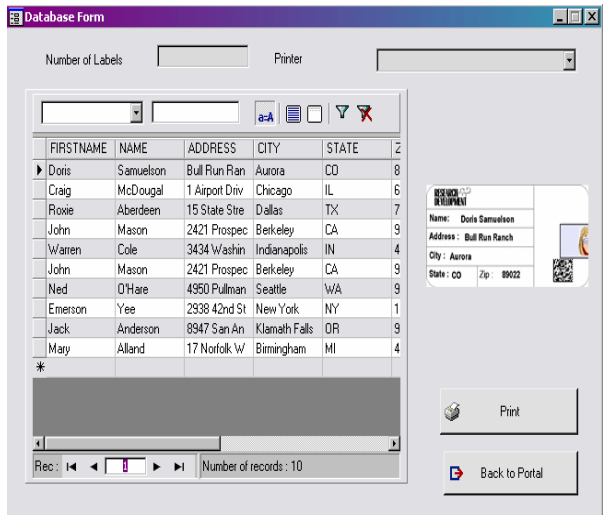 Database Form
Number of Labels Printer
a=A
FIRSTNAME NAME ADDRESS CITY STATE Z
Doris Samuelson Bull Run Ran Aurora CO 8
Craig McDougal 1 Airport Driv Chicago IL 6
Roxie Aberdeen 15 State Stre Dallas TX 7
John Mason 2421 Prospec Berkeley CA 9
Warren Cole 3434 Washin Indianapolis IN 4
John Mason 2421 Prospec Berkeley CA 9
Ned O'Hare 4950 Pullman Seattle WA 9
Emerson Yee 2938 42nd St New York NY 1
Jack Anderson 8947 San An Klamath Falls OR 9
Mary Alland 17 Norfolk W Birmingham MI 4
RESEARCH
DEVELOPMENT
Name: Doris Samuelson
Address : Bull Run Ranch
City : Aurora
State : CO Zip : 89022
Print
Rec : 1 Number of records : 10
Back to Portal